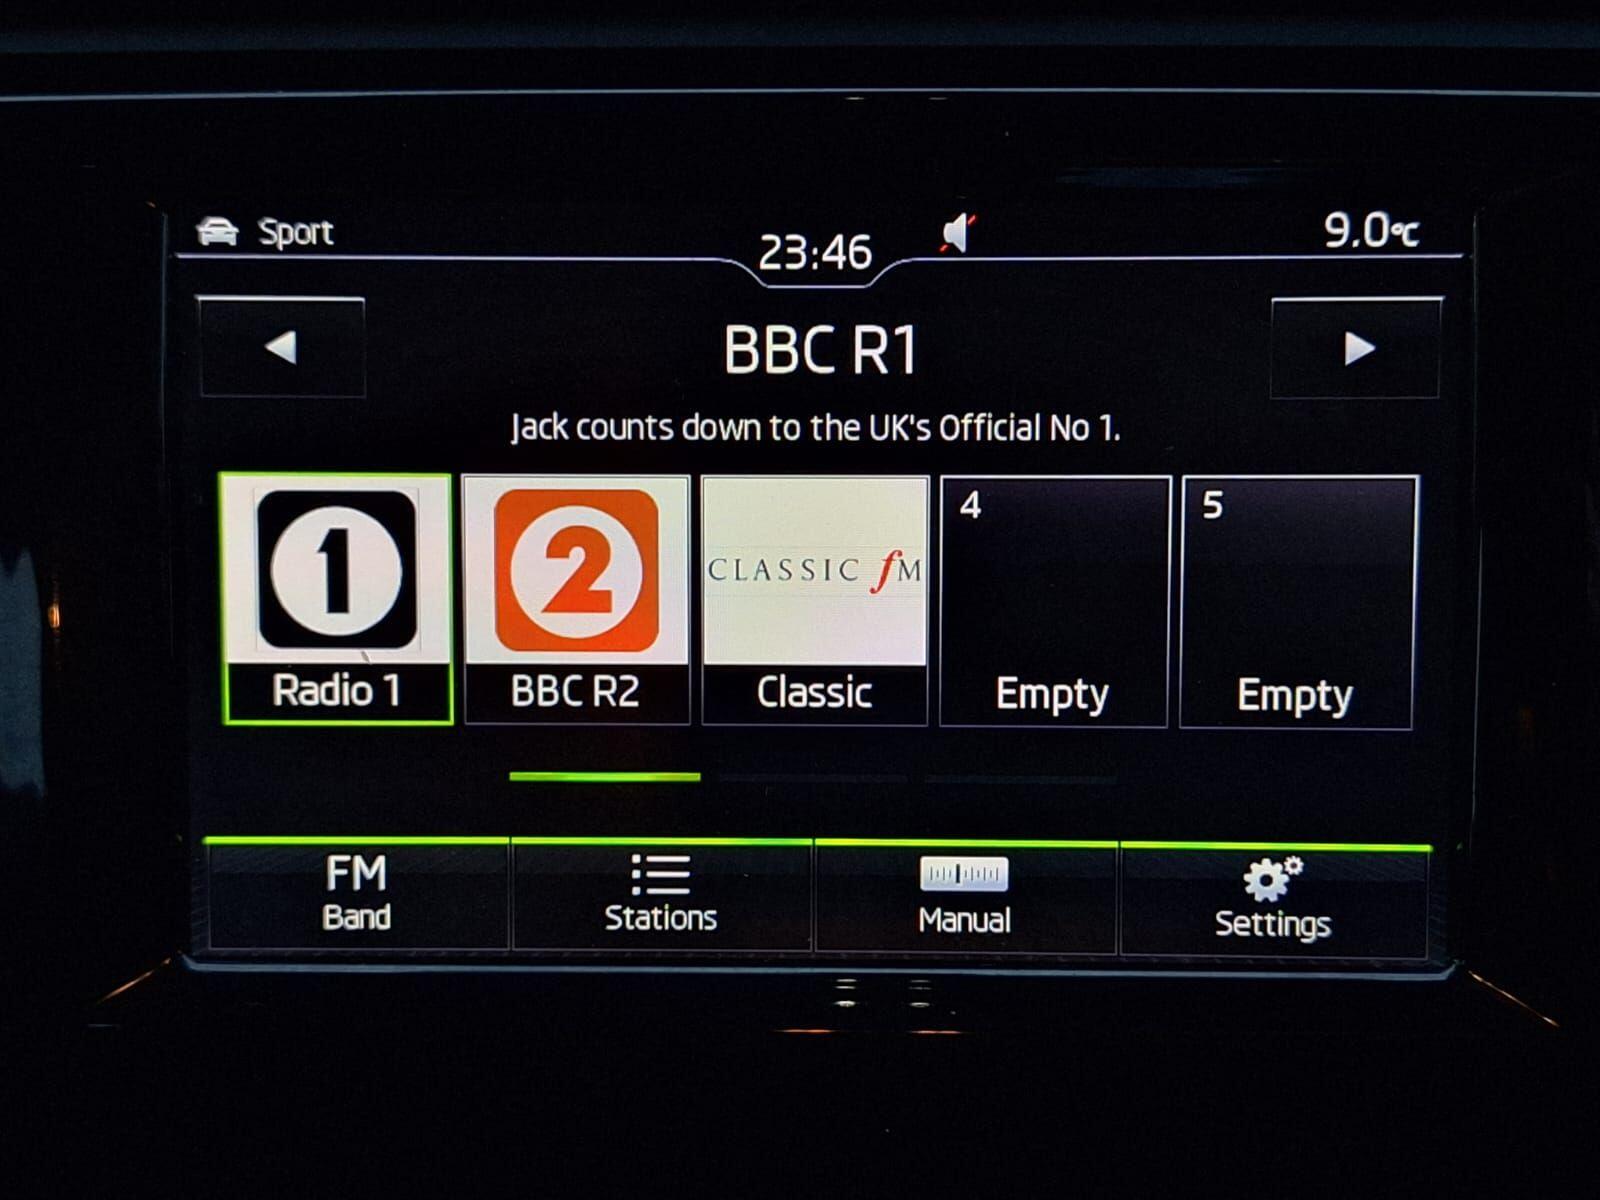 Sport
23:46
9.0°C
BBC R1
Jack counts down to the UK's Official No 1.
1
2
CLASSIC fM
4
5
Radio 1
BBC R2
Classic
Empty
Empty
FM
Band
Stations
Manual
Settings